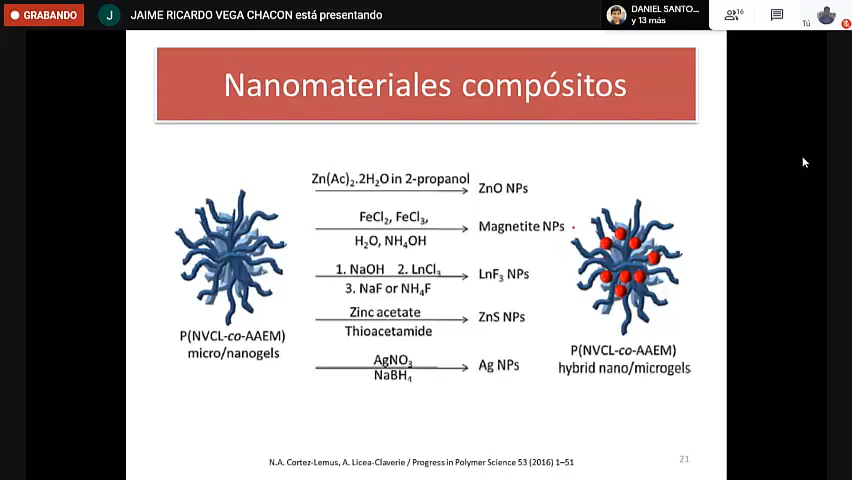 GRABANDO
J
JAIME RICARDO VEGA CHACON está presentando
DANIEL SANTO...
y 13 más
16
Tú
Nanomateriales compósitos
Zn(Ac)₂.2H₂O in 2-propanol
ZnO NPs
FeCl₂, FeCl₃,
H₂O, NH₄OH
Magnetite NPs
1. NaOH 2. LnCl₃
3. NaF or NH₄F
LnF₃ NPs
Zinc acetate
Thioacetamide
ZnS NPs
AgNO₃
NaBH₄
Ag NPs
P(NVCL-co-AAEM)
micro/nanogels
P(NVCL-co-AAEM)
hybrid nano/microgels
N.A. Cortez-Lemus, A. Licea-Claverie / Progress in Polymer Science 53 (2016) 1–51
21